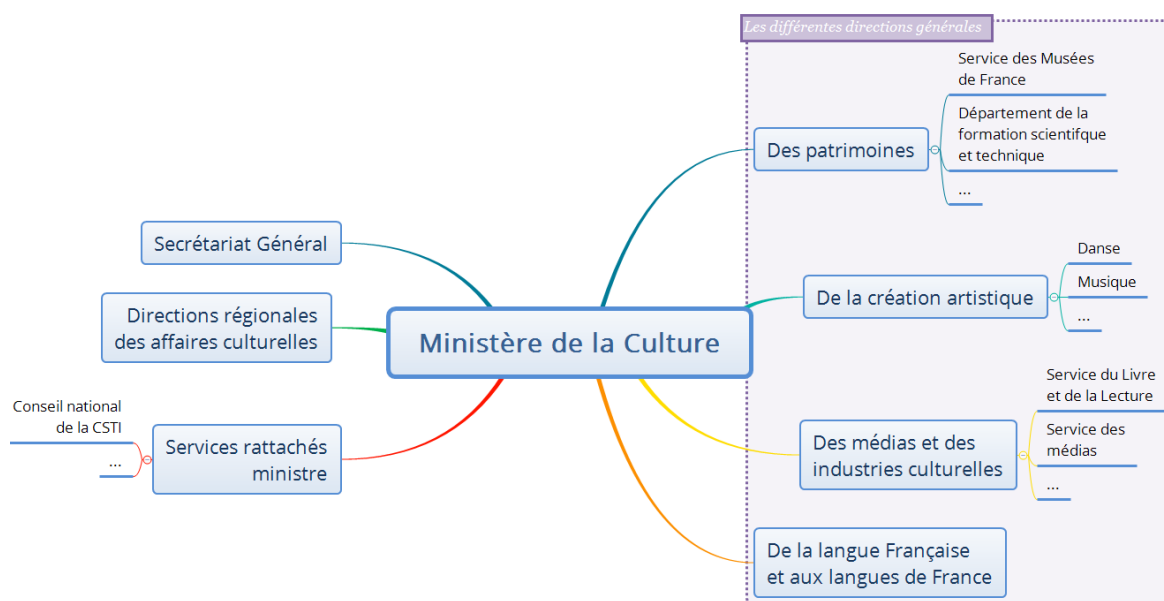 Les différentes directions générales
Service des Musées
de France
Département de la
formation scientifque
et technique
...
Des patrimoines
Secrétariat Général
Danse
Musique
...
De la création artistique
Directions régionales
des affaires culturelles
Ministère de la Culture
Service du Livre
et de la Lecture
Service des
médias
...
Des médias et des
industries culturelles
Conseil national
de la CSTI
...
Services rattachés
ministre
De la langue Française
et aux langues de France